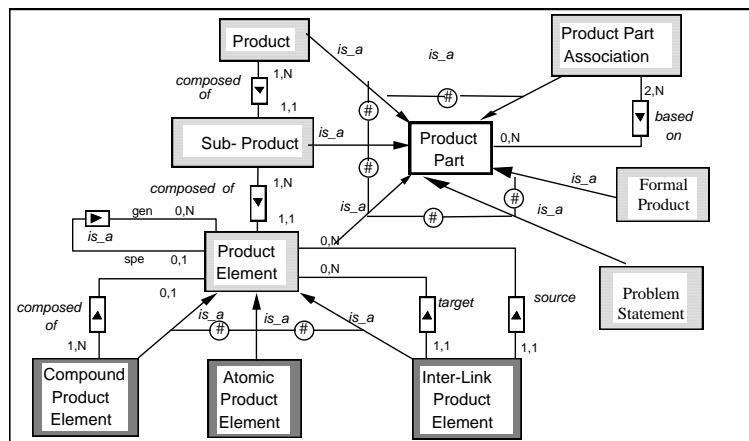 Product
is_a
is_a
Product Part
Association
composed
of
1,N
1,1
#
2,N
based
on
Sub- Product
is_a
Product
Part
0,N
composed of
1,N
1,1
#
is_a
is_a
Formal
Product
gen
0,N
is_a
spe
0,1
#
#
is_a
Product
Element
0,N
0,N
Problem
Statement
composed
of
0,1
target
source
is_a
#
is_a
#
is_a
1,N
1,1
1,1
Compound
Product
Element
Atomic
Product
Element
Inter-Link
Product
Element